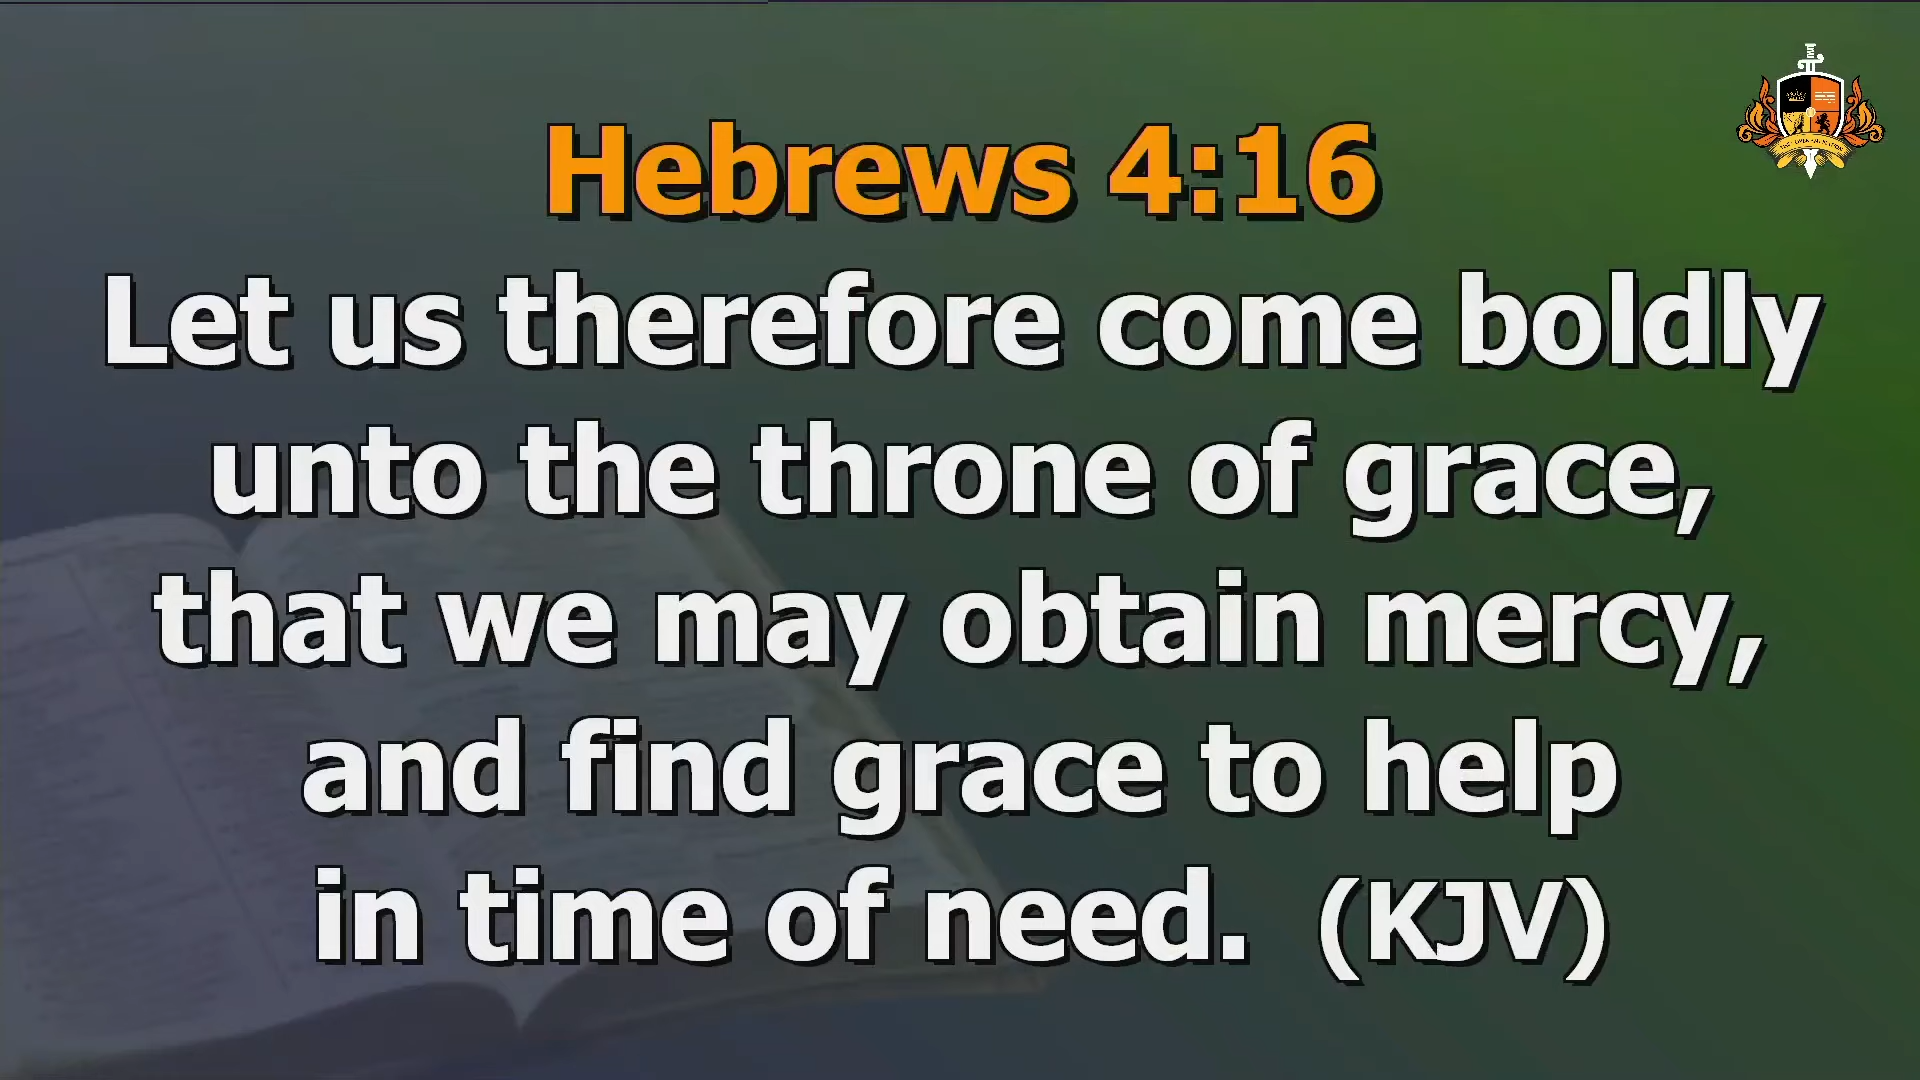 Hebrews 4:16
Let us therefore come boldly
unto the throne of grace,
that we may obtain mercy,
and find grace to help
in time of need.  (KJV)